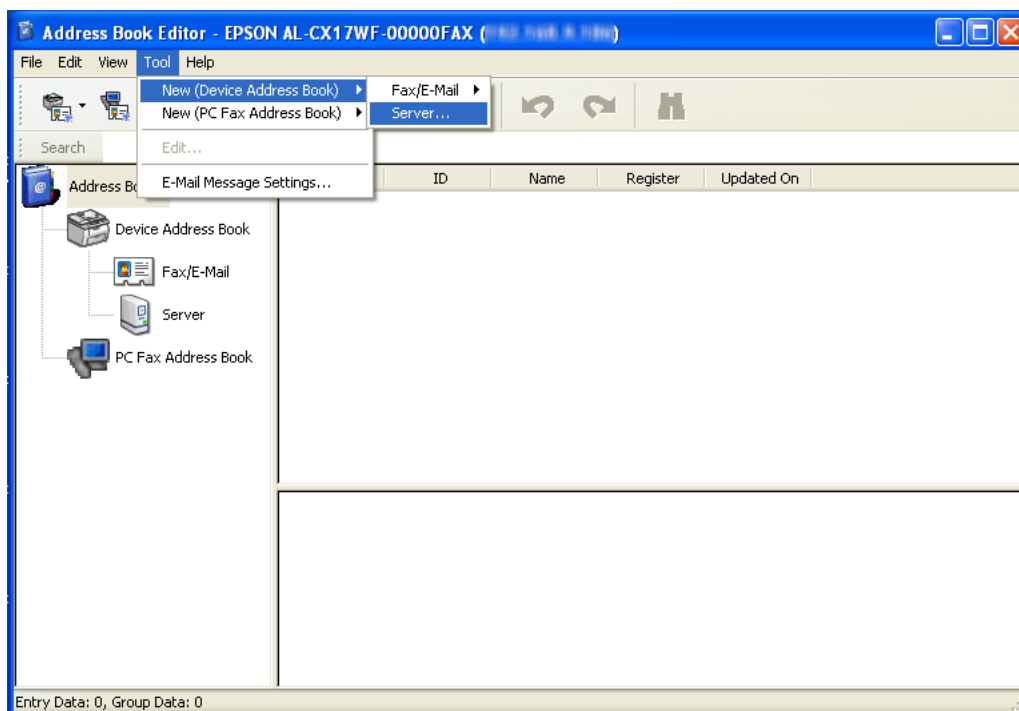 Address Book Editor - EPSON AL-CX17WF-00000FAX (
)
File Edit View Tool Help
New (Device Address Book)
Fax/E-Mail
New (PC Fax Address Book)
Server...
Search
Edit...
E-Mail Message Settings...
Address
ID Name Register Updated On
Device Address Book
Fax/E-Mail
Server
PC Fax Address Book
Entry Data: 0, Group Data: 0